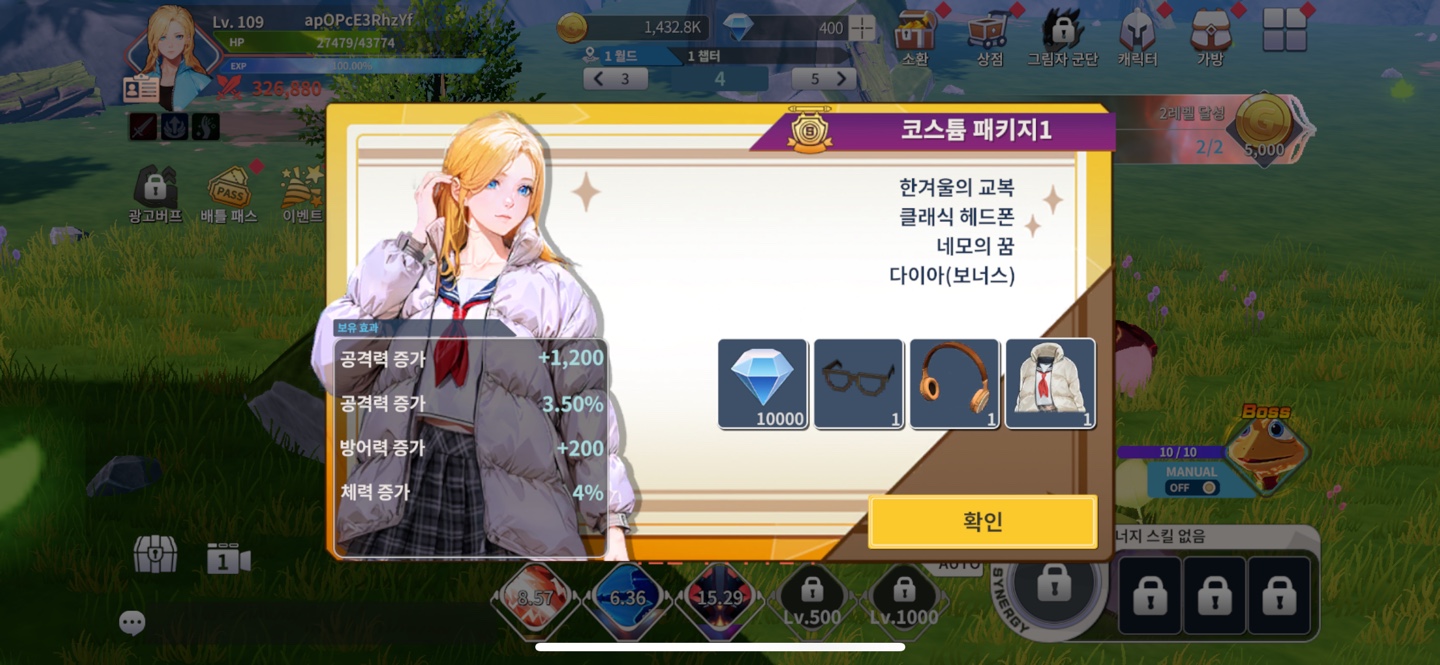 Lv. 109 apOPcE3RhzYf
HP 27479/43774
EXP 100.00%
326,880
1,432.8K
400
1 월드 1 챕터
3 4 5
소환 상점 그림자 군단 캐릭터 가방
2레벨 달성
2/2
5,000
광고버프 배틀 패스 이벤트
PASS
코스튬 패키지1
한겨울의 교복
클래식 헤드폰
네모의 꿈
다이아(보너스)
보유 효과
공격력 증가 +1,200
공격력 증가 3.50%
방어력 증가 +200
체력 증가 4%
10000 1 1 1
확인
Boss
10 / 10
MANUAL
OFF
1
너지 스킬 없음
AUTO
SYNERGY
8.57 6.36 15.29 Lv.500 Lv.1000